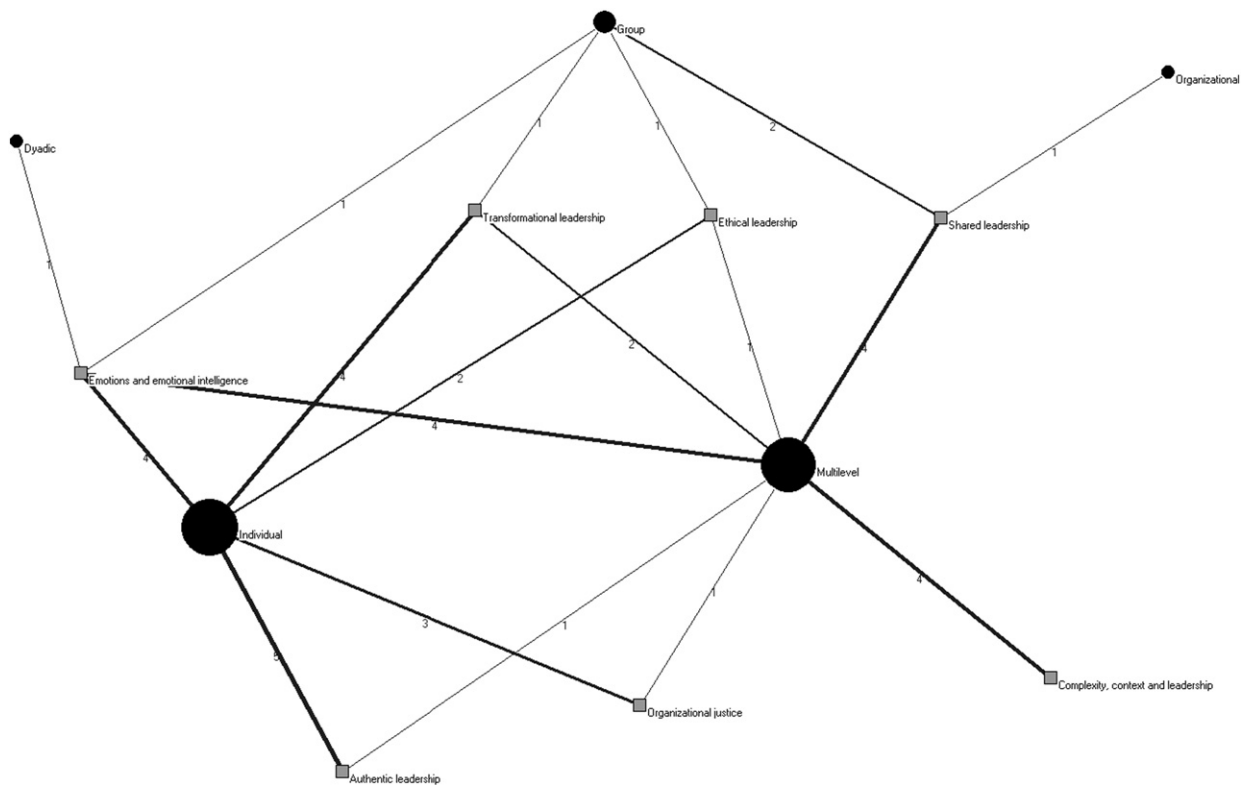 Group
Organizational
1
1
2
1
Dyadic
1
Transformational leadership
Ethical leadership
Shared leadership
1
2
1
4
4
2
Emotions and emotional intelligence
4
4
Multilevel
Individual
4
1
3
1
5
Complexity, context and leadership
Organizational justice
Authentic leadership